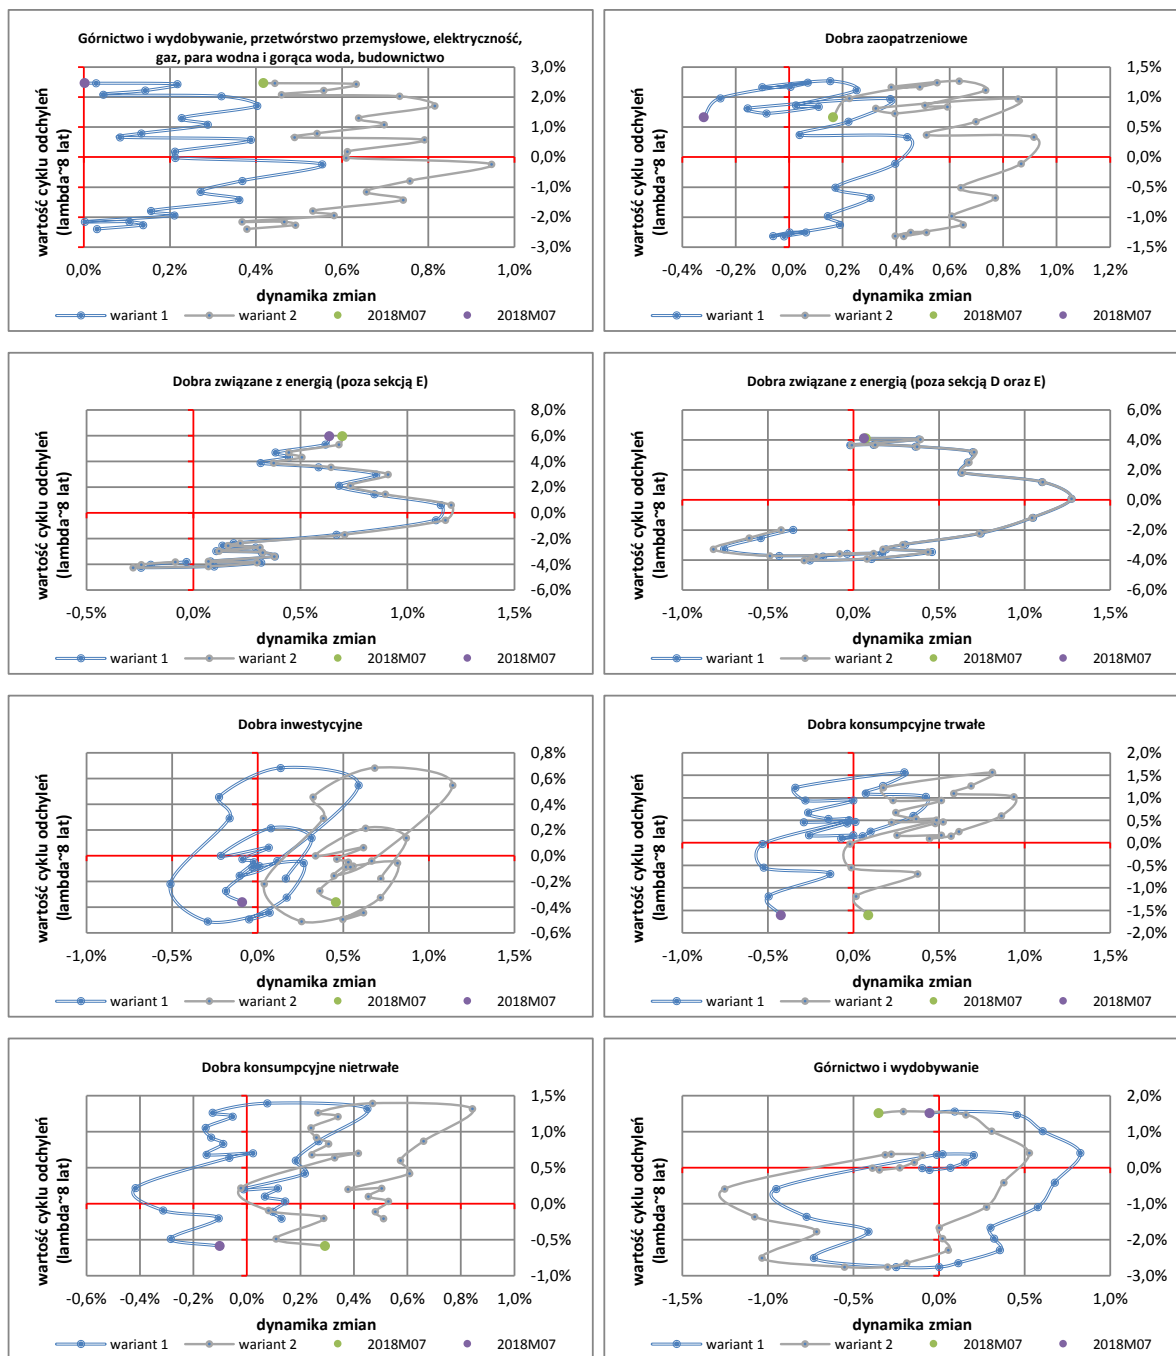 Górnictwo i wydobywanie, przetwórstwo przemysłowe, elektryczność,
gaz, para wodna i gorąca woda, budownictwo
wartość cyklu odchyleń
(lambda~8 lat)
3,0%
2,0%
1,0%
0,0%
-1,0%
-2,0%
-3,0%
0,0% 0,2% 0,4% 0,6% 0,8% 1,0%
dynamika zmian
wariant 1 wariant 2 2018M07 2018M07
Dobra zaopatrzeniowe
wartość cyklu odchyleń
(lambda~8 lat)
1,5%
1,0%
0,5%
0,0%
-0,5%
-1,0%
-1,5%
-0,4% -0,2% 0,0% 0,2% 0,4% 0,6% 0,8% 1,0% 1,2%
dynamika zmian
wariant 1 wariant 2 2018M07 2018M07
Dobra związane z energią (poza sekcją E)
wartość cyklu odchyleń
(lambda~8 lat)
8,0%
6,0%
4,0%
2,0%
0,0%
-2,0%
-4,0%
-6,0%
-0,5% 0,0% 0,5% 1,0% 1,5%
dynamika zmian
wariant 1 wariant 2 2018M07 2018M07
Dobra związane z energią (poza sekcją D oraz E)
wartość cyklu odchyleń
(lambda~8 lat)
6,0%
4,0%
2,0%
0,0%
-2,0%
-4,0%
-6,0%
-1,0% -0,5% 0,0% 0,5% 1,0% 1,5%
dynamika zmian
wariant 1 wariant 2 2018M07 2018M07
Dobra inwestycyjne
wartość cyklu odchyleń
(lambda~8 lat)
0,8%
0,6%
0,4%
0,2%
0,0%
-0,2%
-0,4%
-0,6%
-1,0% -0,5% 0,0% 0,5% 1,0% 1,5%
dynamika zmian
wariant 1 wariant 2 2018M07 2018M07
Dobra konsumpcyjne trwałe
wartość cyklu odchyleń
(lambda~8 lat)
2,0%
1,5%
1,0%
0,5%
0,0%
-0,5%
-1,0%
-1,5%
-2,0%
-1,0% -0,5% 0,0% 0,5% 1,0% 1,5%
dynamika zmian
wariant 1 wariant 2 2018M07 2018M07
Dobra konsumpcyjne nietrwałe
wartość cyklu odchyleń
(lambda~8 lat)
1,5%
1,0%
0,5%
0,0%
-0,5%
-1,0%
-0,6% -0,4% -0,2% 0,0% 0,2% 0,4% 0,6% 0,8% 1,0%
dynamika zmian
wariant 1 wariant 2 2018M07 2018M07
Górnictwo i wydobywanie
wartość cyklu odchyleń
(lambda~8 lat)
2,0%
1,0%
0,0%
-1,0%
-2,0%
-3,0%
-1,5% -1,0% -0,5% 0,0% 0,5% 1,0%
dynamika zmian
wariant 1 wariant 2 2018M07 2018M07